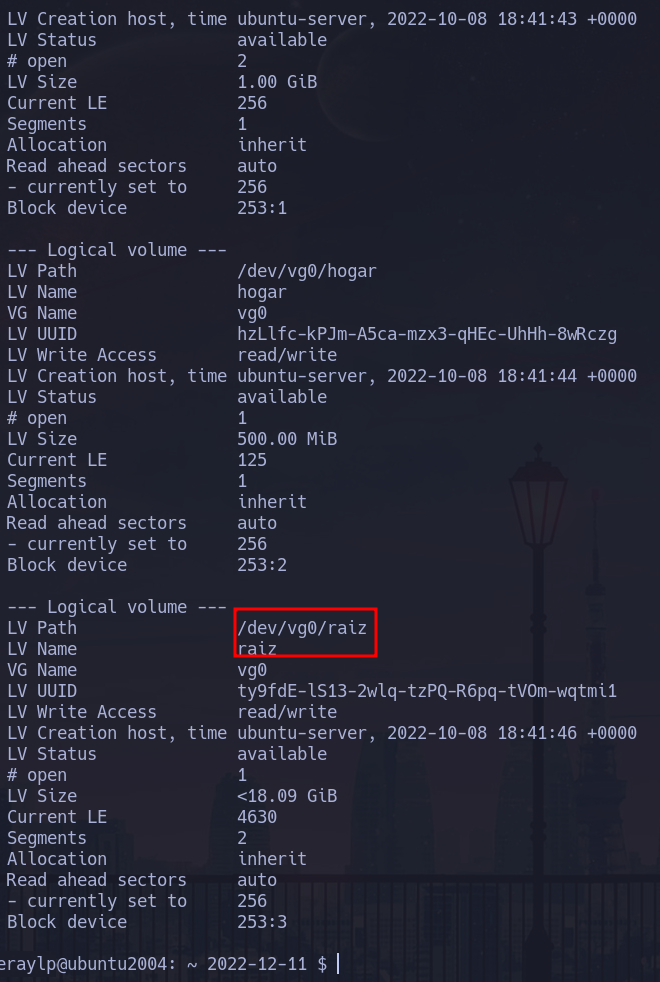 LV Creation host, time ubuntu-server, 2022-10-08 18:41:43 +0000
LV Status available
# open 2
LV Size 1.00 GiB
Current LE 256
Segments 1
Allocation inherit
Read ahead sectors auto
- currently set to 256
Block device 253:1
--- Logical volume ---
LV Path /dev/vg0/hogar
LV Name hogar
VG Name vg0
LV UUID hzLlfc-kPJm-A5ca-mzx3-qHEc-UhHh-8wRczg
LV Write Access read/write
LV Creation host, time ubuntu-server, 2022-10-08 18:41:44 +0000
LV Status available
# open 1
LV Size 500.00 MiB
Current LE 125
Segments 1
Allocation inherit
Read ahead sectors auto
- currently set to 256
Block device 253:2
--- Logical volume ---
LV Path /dev/vg0/raiz
LV Name raiz
VG Name vg0
LV UUID ty9fdE-lS13-2wlq-tzPQ-R6pq-tVOm-wqtmi1
LV Write Access read/write
LV Creation host, time ubuntu-server, 2022-10-08 18:41:46 +0000
LV Status available
# open 1
LV Size <18.09 GiB
Current LE 4630
Segments 2
Allocation inherit
Read ahead sectors auto
- currently set to 256
Block device 253:3
eraylp@ubuntu2004: ~ 2022-12-11 $